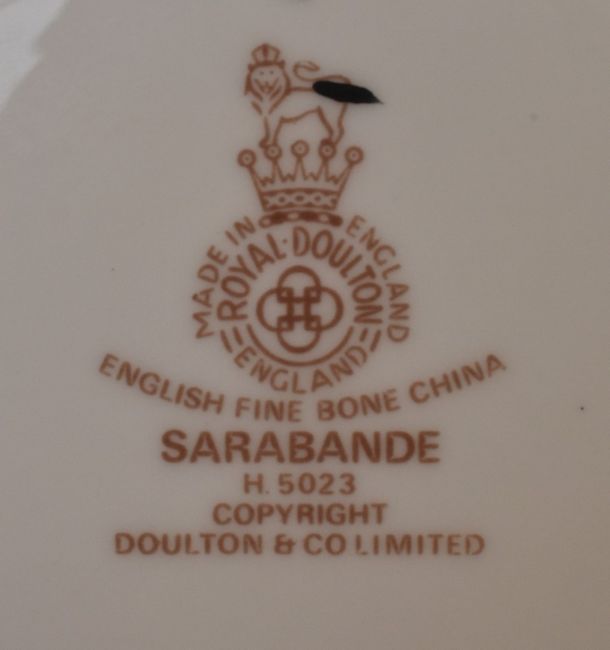 MADE IN ENGLAND
ROYAL·DOULTON
ENGLAND
ENGLISH FINE BONE CHINA
SARABANDE
H. 5023
COPYRIGHT
DOULTON & CO LIMITED